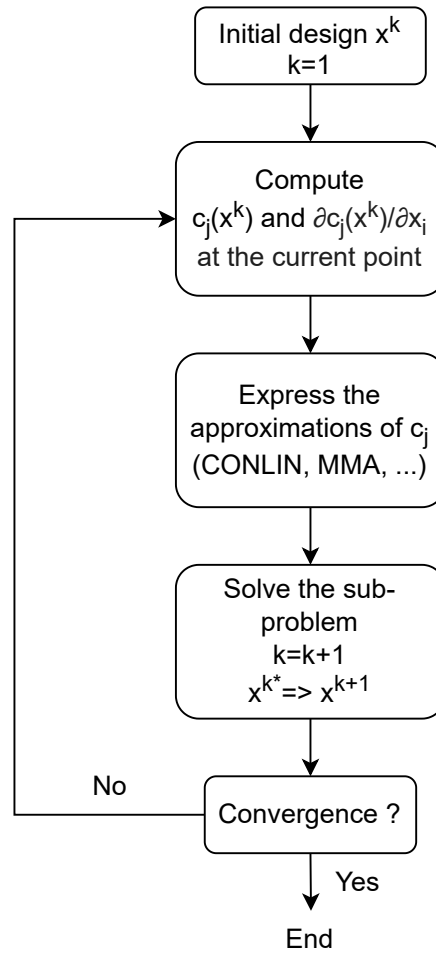 Initial design x^k
k=1
Compute
c_j(x^k) and ∂c_j(x^k)/∂x_i
at the current point
Express the
approximations of c_j
(CONLIN, MMA, ...)
Solve the sub-
problem
k=k+1
x^k* => x^k+1
No
Convergence ?
Yes
End